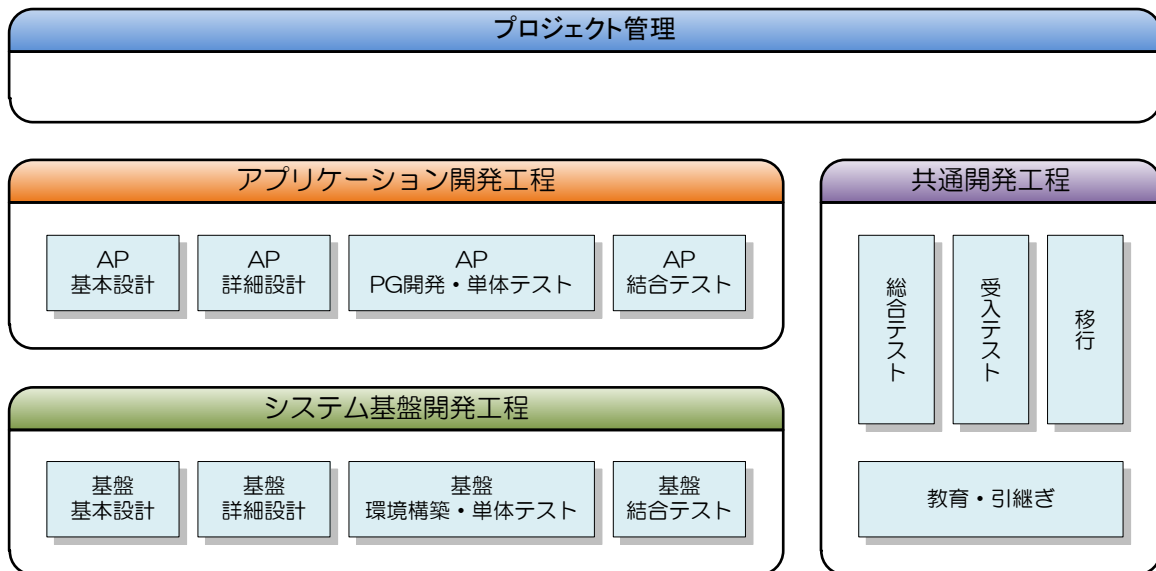 プロジェクト管理
アプリケーション開発工程
AP
基本設計
AP
詳細設計
AP
PG開発・単体テスト
AP
結合テスト
システム基盤開発工程
基盤
基本設計
基盤
詳細設計
基盤
環境構築・単体テスト
基盤
結合テスト
共通開発工程
総合テスト
受入テスト
移行
教育・引継ぎ